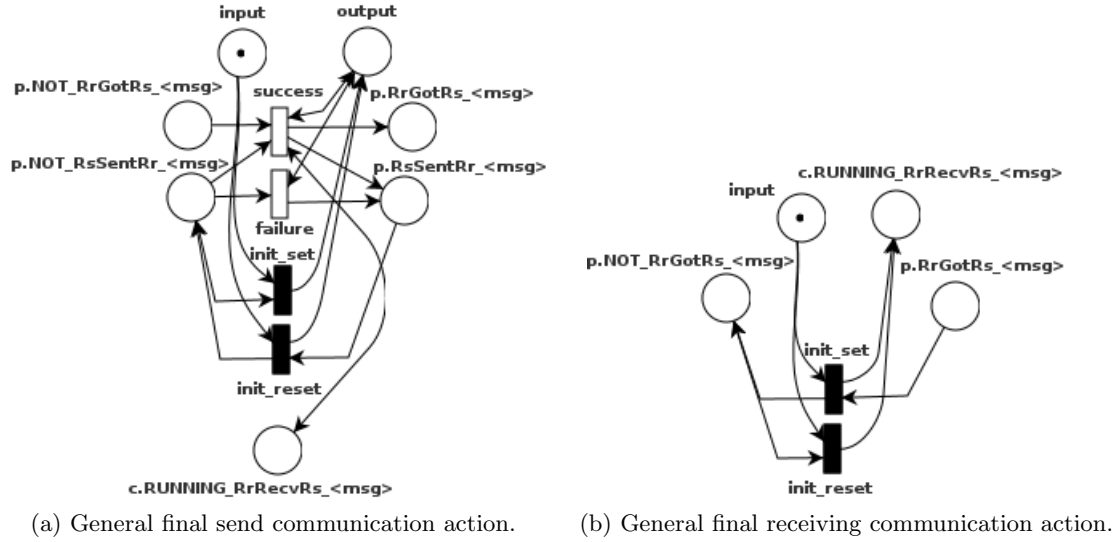 input
output
p.NOT_RrGotRs_<msg>
success
p.RrGotRs_<msg>
p.NOT_RsSentRr_<msg>
p.RsSentRr_<msg>
failure
init_set
init_reset
c.RUNNING_RrRecvRs_<msg>
(a) General final send communication action.
c.RUNNING_RrRecvRs_<msg>
input
p.NOT_RrGotRs_<msg>
p.RrGotRs_<msg>
init_set
init_reset
(b) General final receiving communication action.